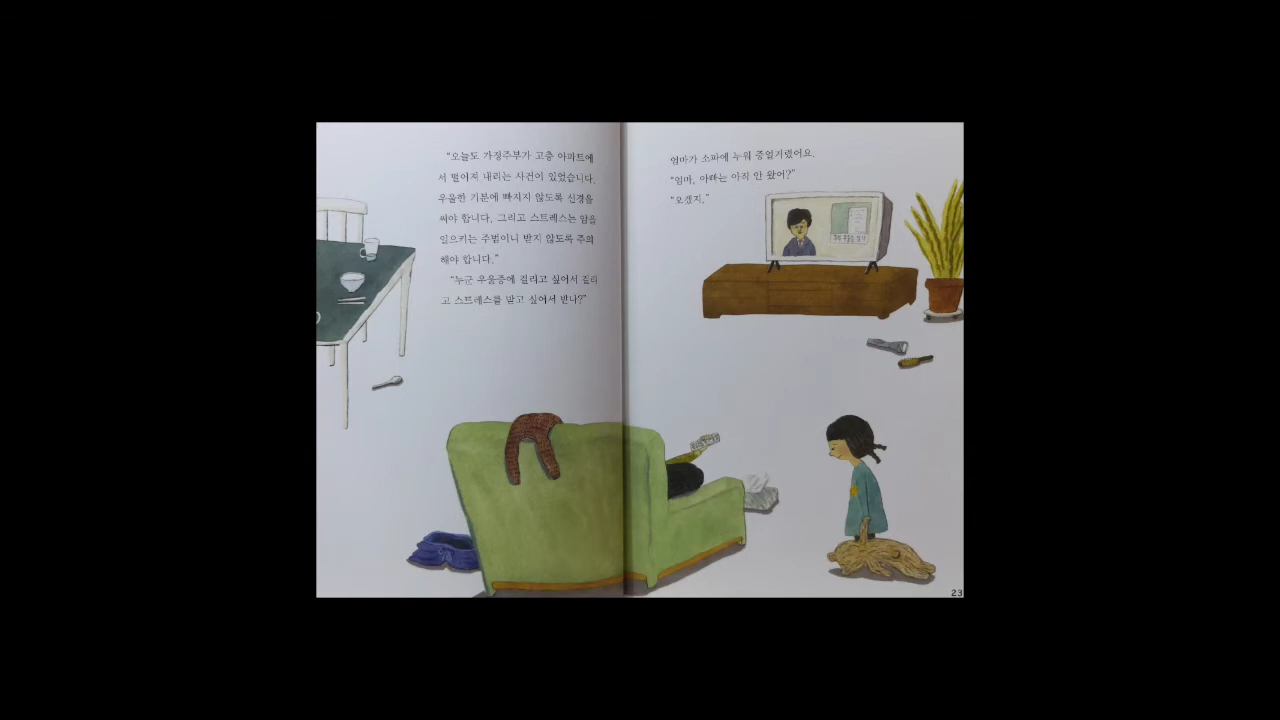 "오늘도 가정주부가 고층 아파트에
서 떨어져 내리는 사건이 있었습니다.
우울한 기분에 빠지지 않도록 신경을
써야 합니다. 그리고 스트레스는 암을
일으키는 주범이니 받지 않도록 주의
해야 합니다."
"누군 우울증에 걸리고 싶어서 걸리
고 스트레스를 받고 싶어서 받나?"
엄마가 소파에 누워 중얼거렸어요.
"엄마, 아빠는 아직 안 왔어?"
"오겠지."
23